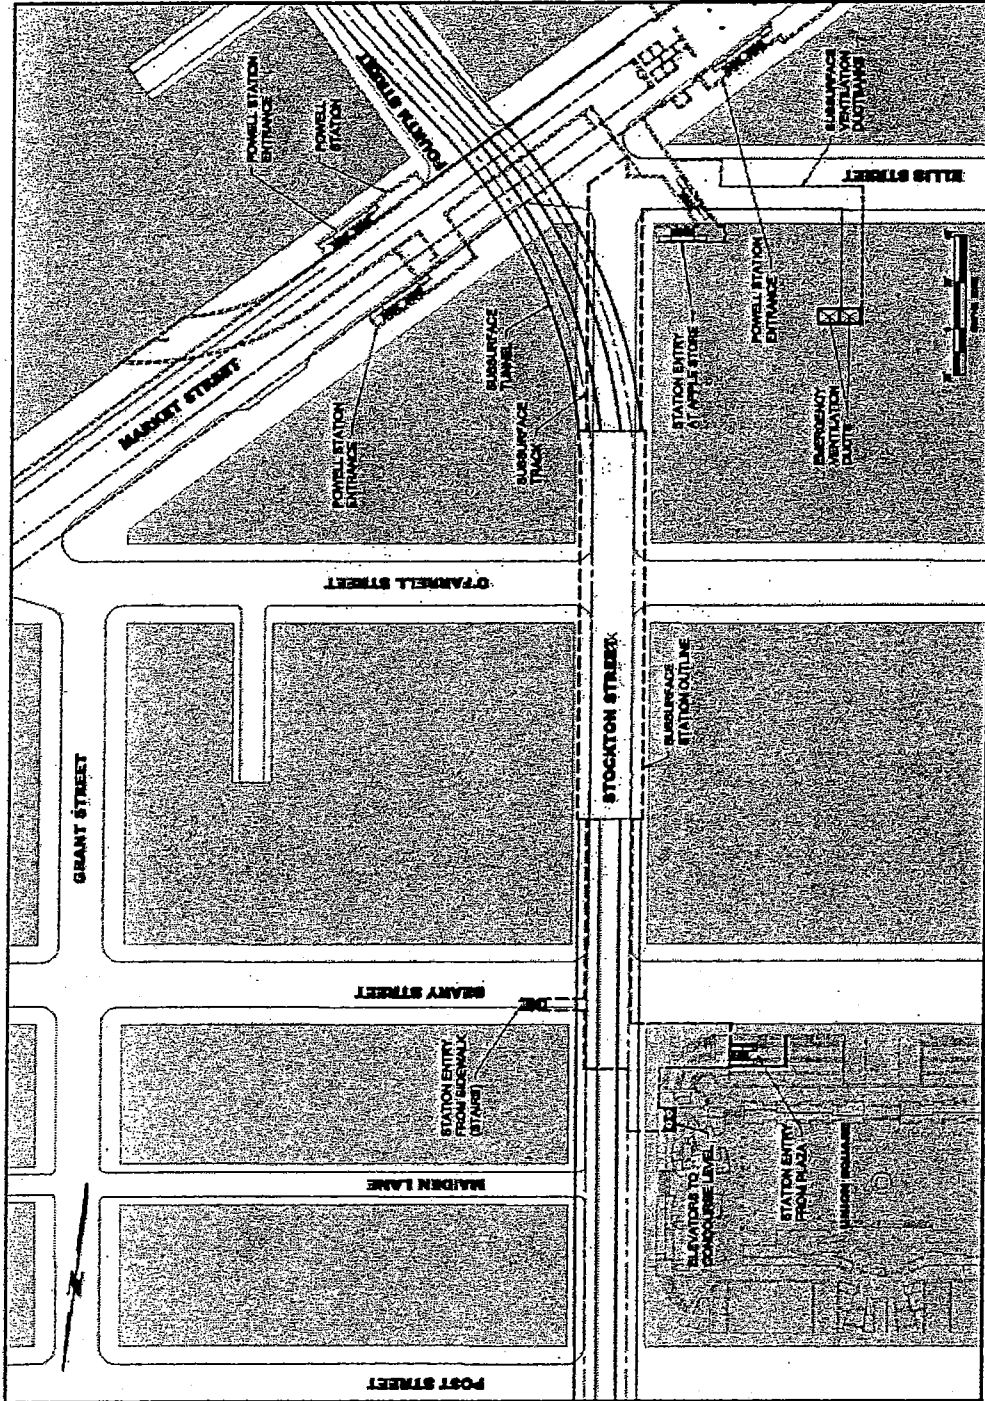 POWELL STATION
ENTRANCE
POWELL
STATION
FOURTH STREET
SUBSURFACE
VENTILATION
DUCT
ELLIS STREET
MARKET STREET
POWELL STATION
ENTRANCE
SUBSURFACE
TUNNEL
SUBSURFACE
TRACK
STATION ENTRY
AT APPLE STORE
POWELL STATION
ENTRANCE
EMERGENCY
VENTILATION
DUCTS
O'FARRELL STREET
STOCKTON STREET
SUBSURFACE
STATION OUTLINE
GRANT STREET
GEARY STREET
STATION ENTRY
FROM SIDEWALK
(STAIRS)
MAIDEN LANE
ELEVATORS TO
CONCOURSE LEVEL
STATION ENTRY
FROM PLAZA
UNION SQUARE
POST STREET